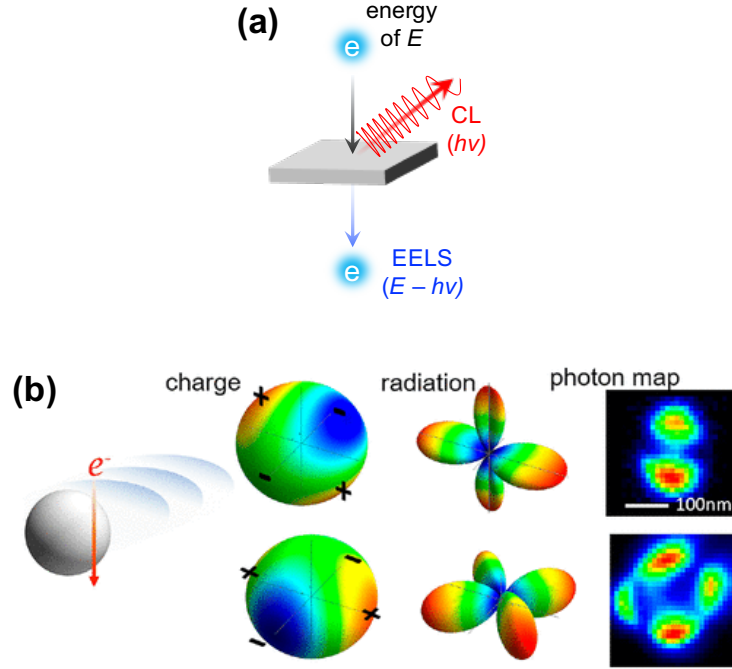 (a)
energy
of E
e
CL
(hν)
e
EELS
(E – hν)
(b)
charge
radiation
photon map
e-
+
-
-
+
100nm
-
+
+
-